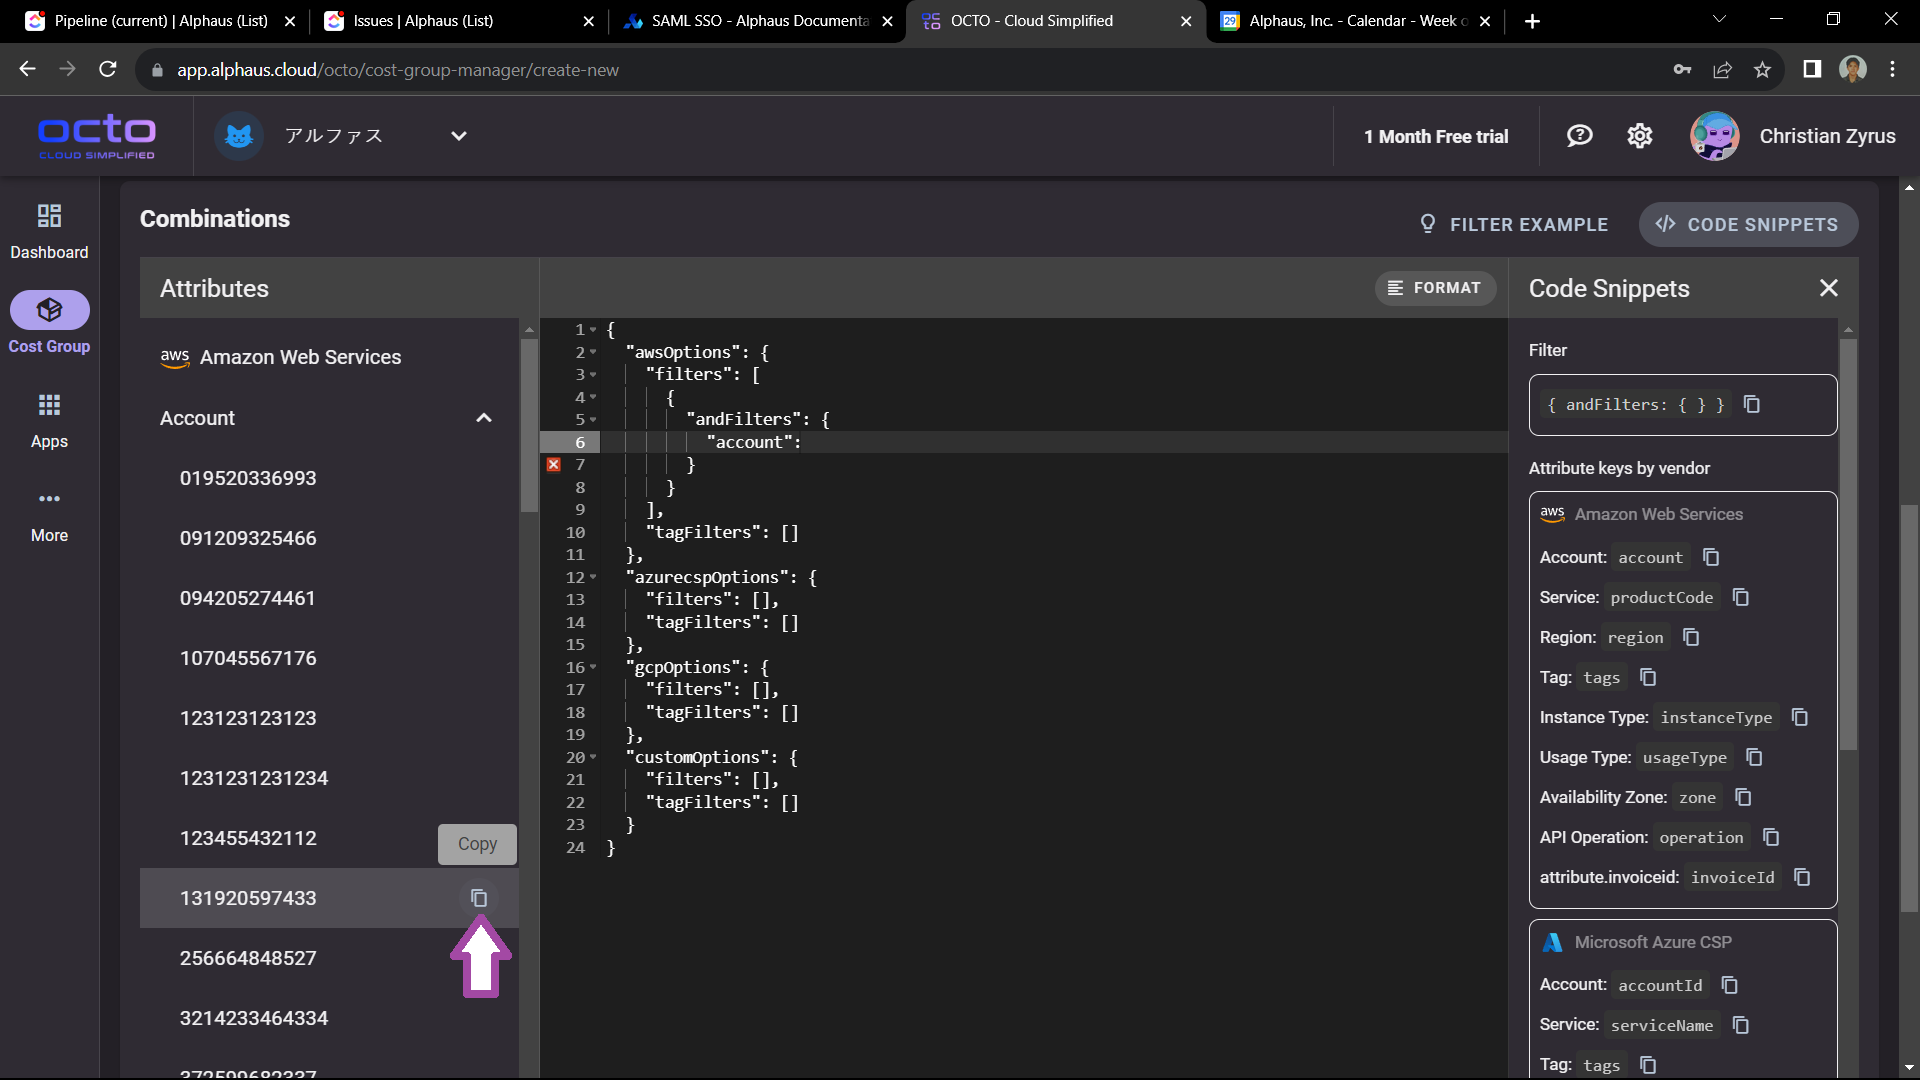 Pipeline (current) | Alphaus (List)
Issues | Alphaus (List)
SAML SSO - Alphaus Documenta
OCTO - Cloud Simplified
Alphaus, Inc. - Calendar - Week o
app.alphaus.cloud/octo/cost-group-manager/create-new
octo
CLOUD SIMPLIFIED
アルファス
1 Month Free trial
Christian Zyrus
Dashboard
Cost Group
Apps
More
Combinations
FILTER EXAMPLE
</> CODE SNIPPETS
Attributes
aws Amazon Web Services
Account
019520336993
091209325466
094205274461
107045567176
123123123123
1231231231234
123455432112
Copy
131920597433
256664848527
3214233464334
372599682337
FORMAT
1 {
2 "awsOptions": {
3 "filters": [
4 {
5 "andFilters": {
6 "account":
7 }
8 }
9 ],
10 "tagFilters": []
11 },
12 "azurecspOptions": {
13 "filters": [],
14 "tagFilters": []
15 },
16 "gcpOptions": {
17 "filters": [],
18 "tagFilters": []
19 },
20 "customOptions": {
21 "filters": [],
22 "tagFilters": []
23 }
24 }
Code Snippets
Filter
{ andFilters: { } }
Attribute keys by vendor
aws Amazon Web Services
Account: account
Service: productCode
Region: region
Tag: tags
Instance Type: instanceType
Usage Type: usageType
Availability Zone: zone
API Operation: operation
attribute.invoiceid: invoiceId
Microsoft Azure CSP
Account: accountId
Service: serviceName
Tag: tags